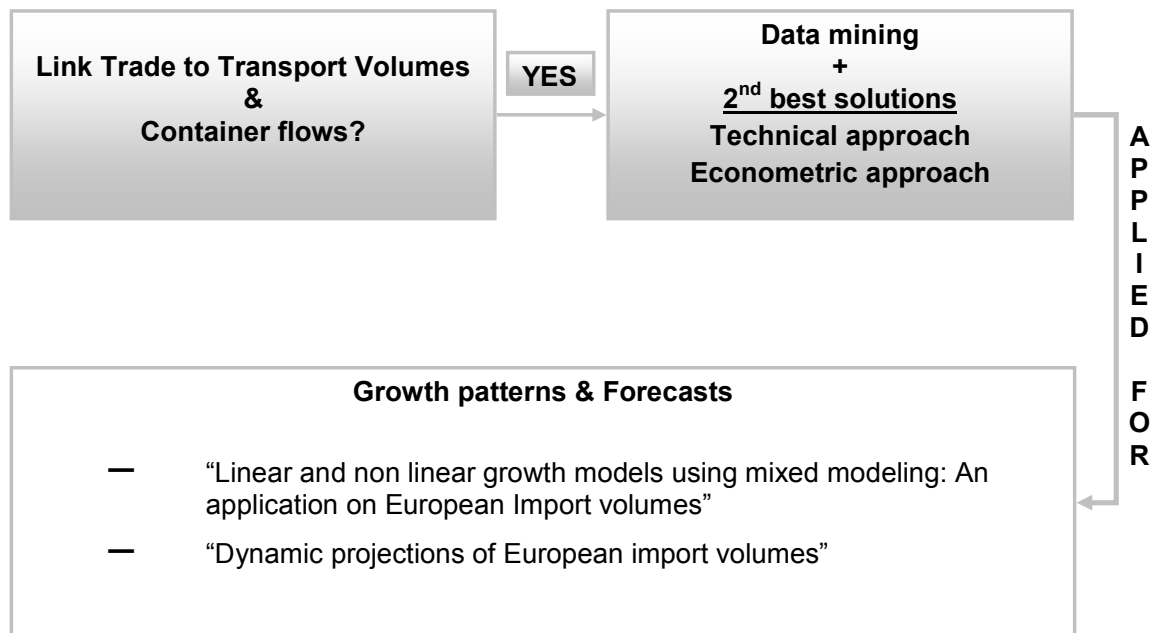 Link Trade to Transport Volumes
&
Container flows?
YES
Data mining
+
2nd best solutions
Technical approach
Econometric approach
APPLIED FOR
Growth patterns & Forecasts
— “Linear and non linear growth models using mixed modeling: An
application on European Import volumes”
— “Dynamic projections of European import volumes”